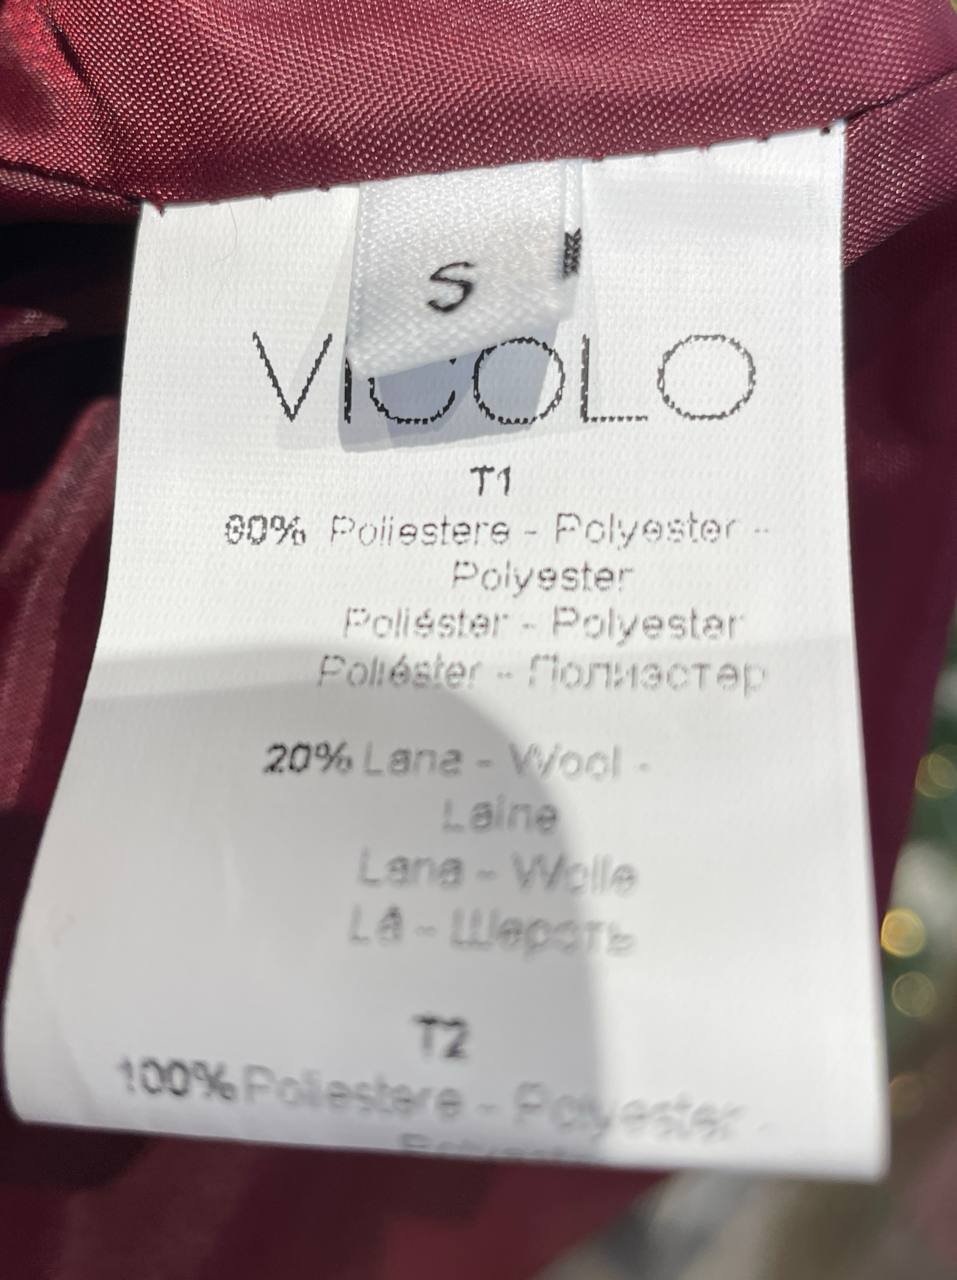 S
VICOLO
T1
80% Poliestere - Polyester -
Polyester
Poliéster - Polyester
Poliéster - Полиэстер
20% Lana - Wool -
Laine
Lana - Wolle
Lã - Шерсть
T2
100% Poliestere - Polyester -